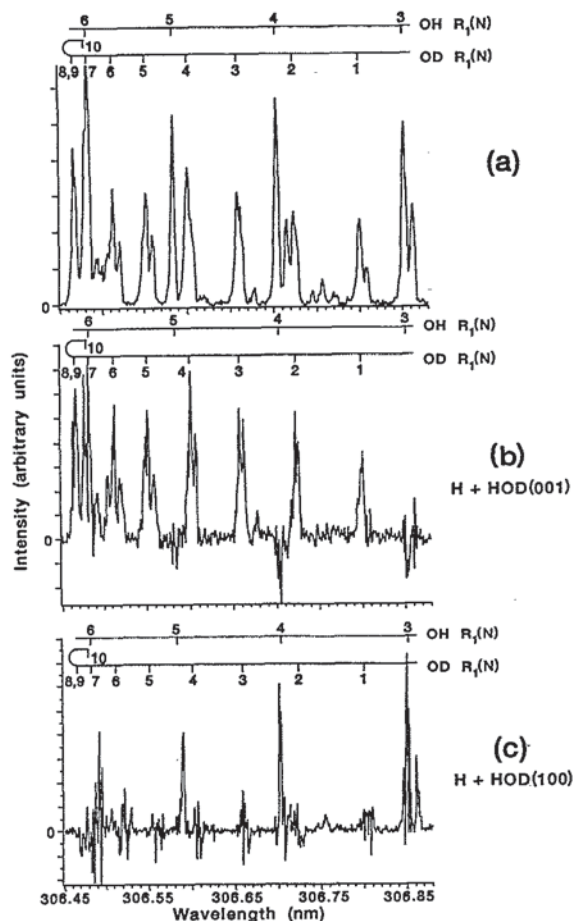 6 5 4 3 OH R₁(N)
10 OD R₁(N)
8,9 7 6 5 4 3 2 1
(a)
0
6 5 4 3 OH R₁(N)
10 OD R₁(N)
8,9 7 6 5 4 3 2 1
(b)
H + HOD(001)
0
Intensity (arbitrary units)
6 5 4 3 OH R₁(N)
10 OD R₁(N)
8,9 7 6 5 4 3 2 1
(c)
H + HOD(100)
0
306.45 306.55 306.65 306.75 306.85
Wavelength (nm)